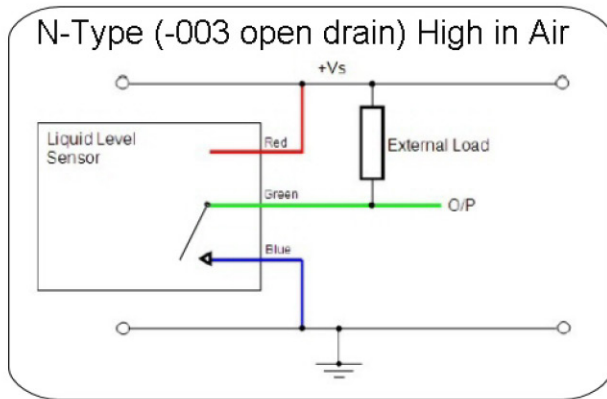 N-Type (-003 open drain) High in Air
+Vs
Liquid Level
Sensor
Red
External Load
Green
O/P
Blue